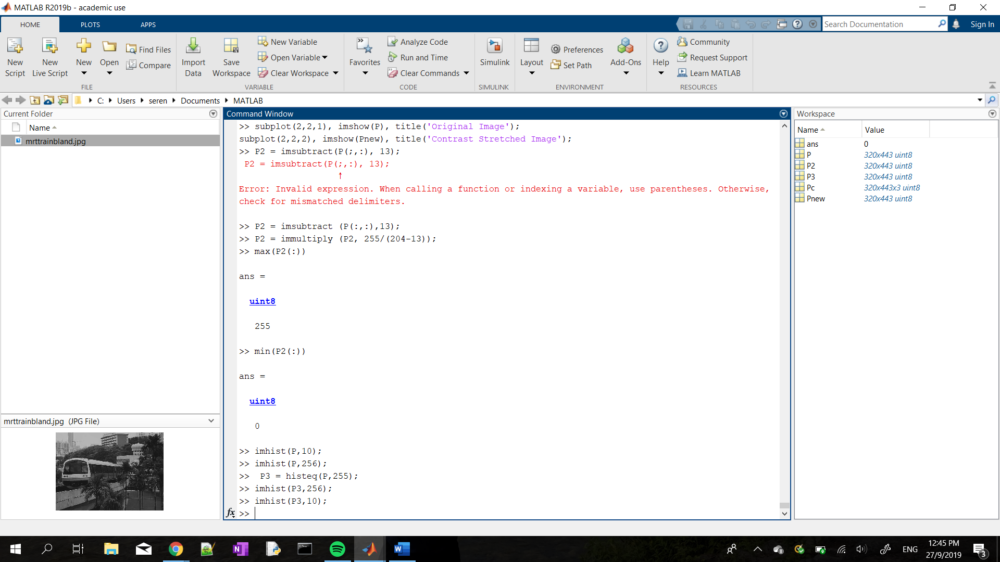 MATLAB R2019b - academic use
HOME PLOTS APPS
Search Documentation
Sign In
New Script
New Live Script
New
Open
Find Files
Compare
FILE
Import Data
Save Workspace
New Variable
Open Variable
Clear Workspace
VARIABLE
Favorites
Analyze Code
Run and Time
Clear Commands
CODE
Simulink
SIMULINK
Layout
Preferences
Set Path
Add-Ons
ENVIRONMENT
Help
Community
Request Support
Learn MATLAB
RESOURCES
C: Users seren Documents MATLAB
Current Folder
Name
mrttrainbland.jpg
mrttrainbland.jpg (JPG File)
Command Window
>> subplot(2,2,1), imshow(P), title('Original Image');
subplot(2,2,2), imshow(Pnew), title('Contrast Stretched Image');
>> P2 = imsubtract(P(;,:), 13);
P2 = imsubtract(P(;,:), 13);
↑
Error: Invalid expression. When calling a function or indexing a variable, use parentheses. Otherwise,
check for mismatched delimiters.
>> P2 = imsubtract (P(:,:),13);
>> P2 = immultiply (P2, 255/(204-13));
>> max(P2(:))
ans =
uint8
255
>> min(P2(:))
ans =
uint8
0
>> imhist(P,10);
>> imhist(P,256);
>>  P3 = histeq(P,255);
>> imhist(P3,256);
>> imhist(P3,10);
fx >>
Workspace
Name Value
ans 0
P 320x443 uint8
P2 320x443 uint8
P3 320x443 uint8
Pc 320x443x3 uint8
Pnew 320x443 uint8
ENG
12:45 PM
27/9/2019
3